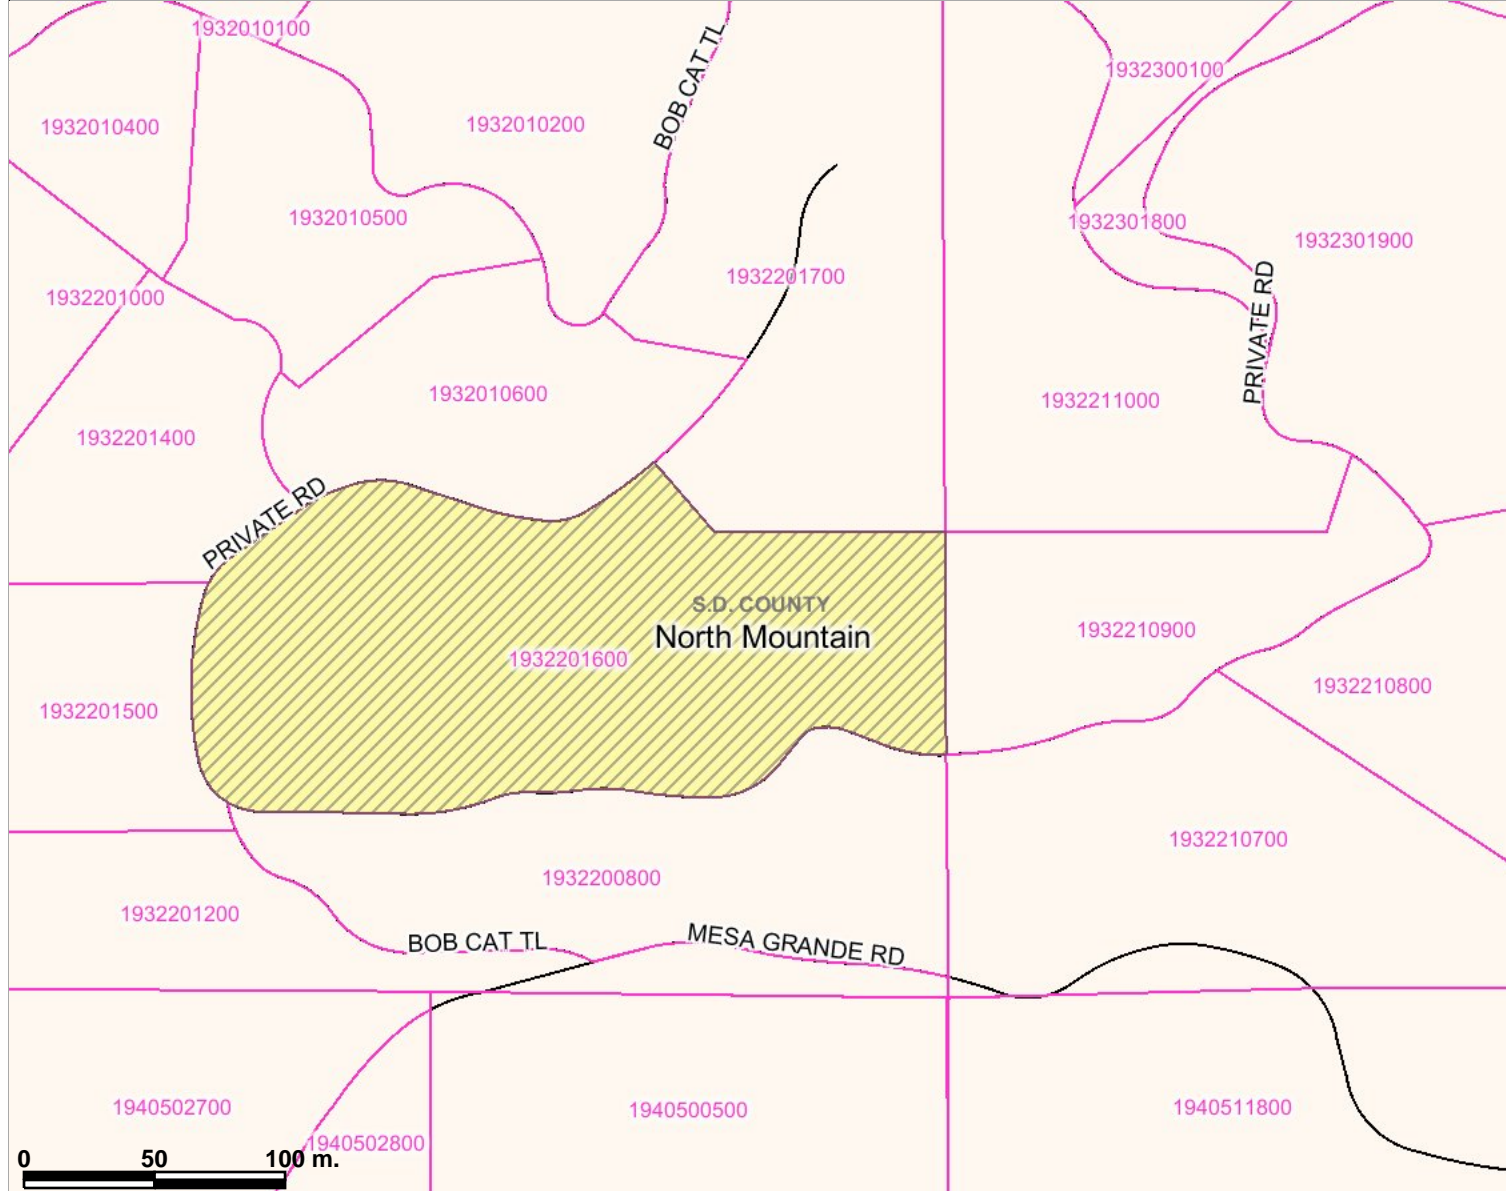 1932010100
BOB CAT TL
1932300100
1932010400
1932010200
1932010500
1932301800
1932301900
1932201000
1932201700
PRIVATE RD
1932010600
1932211000
1932201400
PRIVATE RD
S.D. COUNTY
North Mountain
1932210900
1932201600
1932210800
1932201500
1932210700
1932200800
1932201200
BOB CAT TL
MESA GRANDE RD
1940502700
1940500500
1940511800
1940502800
0 50 100 m.